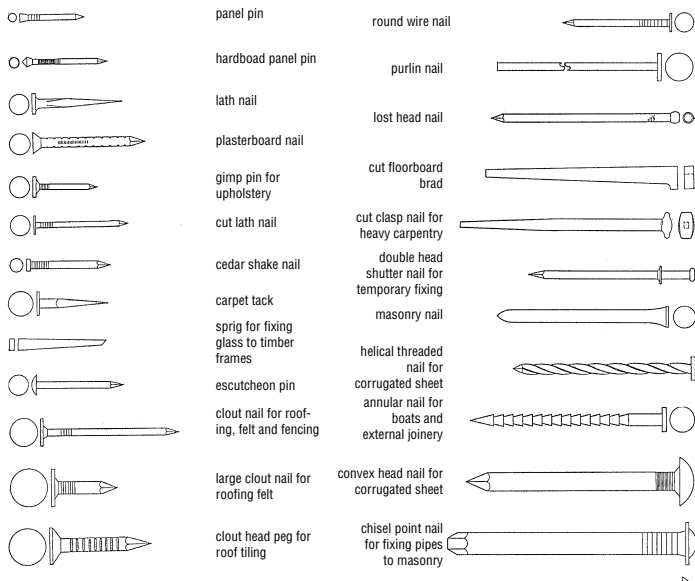 panel pin
hardboad panel pin
lath nail
plasterboard nail
gimp pin for
upholstery
cut lath nail
cedar shake nail
carpet tack
sprig for fixing
glass to timber
frames
escutcheon pin
clout nail for roof-
ing, felt and fencing
large clout nail for
roofing felt
clout head peg for
roof tiling
round wire nail
purlin nail
lost head nail
cut floorboard
brad
cut clasp nail for
heavy carpentry
double head
shutter nail for
temporary fixing
masonry nail
helical threaded
nail for
corrugated sheet
annular nail for
boats and
external joinery
convex head nail for
corrugated sheet
chisel point nail
for fixing pipes
to masonry